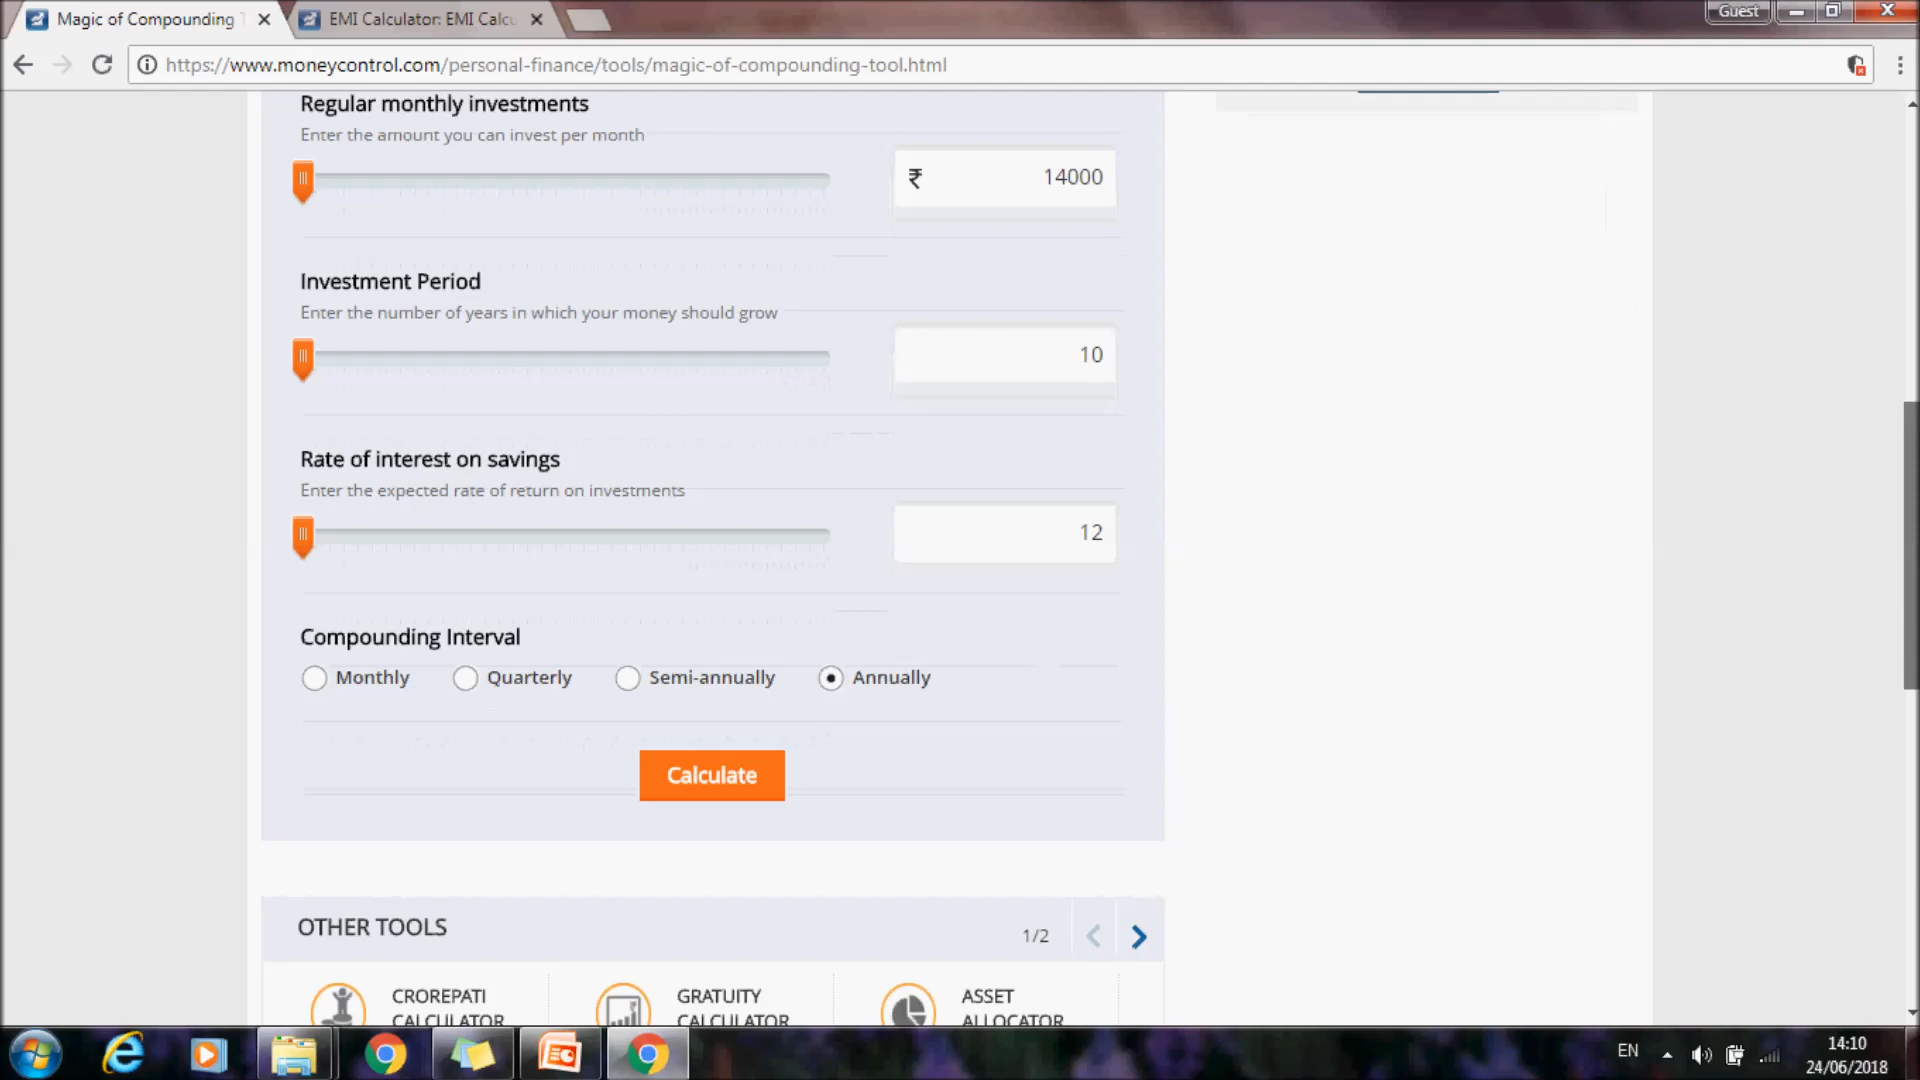 Magic of Compounding T
EMI Calculator: EMI Calcu
Guest
https://www.moneycontrol.com/personal-finance/tools/magic-of-compounding-tool.html
Regular monthly investments
Enter the amount you can invest per month
₹ 14000
Investment Period
Enter the number of years in which your money should grow
10
Rate of interest on savings
Enter the expected rate of return on investments
12
Compounding Interval
Monthly Quarterly Semi-annually Annually
Calculate
OTHER TOOLS
1/2
CROREPATI
CALCULATOR
GRATUITY
CALCULATOR
ASSET
ALLOCATOR
EN
14:10
24/06/2018